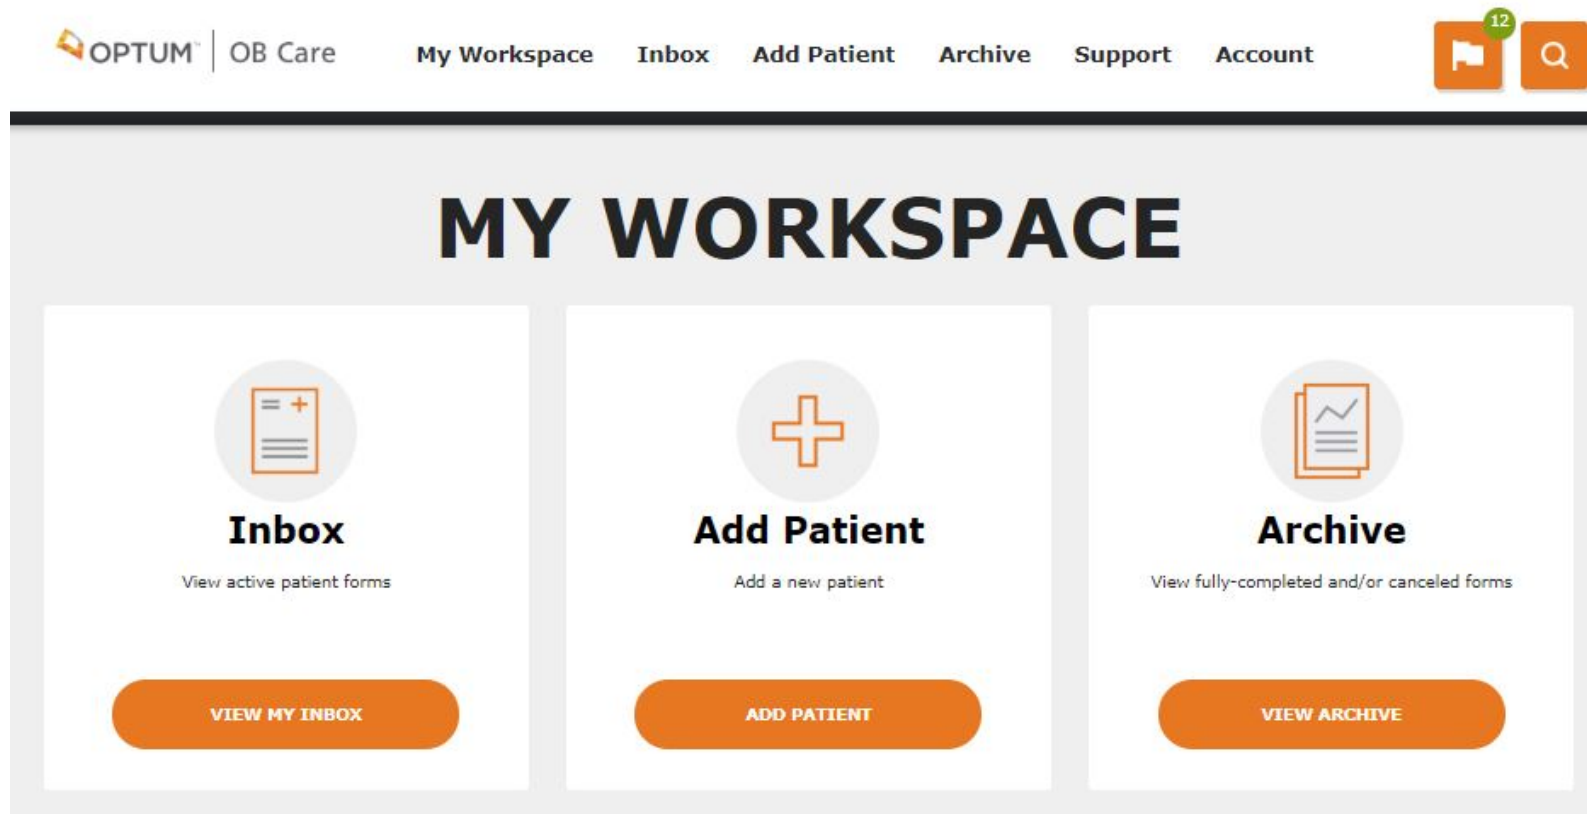 OPTUM™ OB Care My Workspace Inbox Add Patient Archive Support Account 12
MY WORKSPACE
Inbox Add Patient Archive
View active patient forms Add a new patient View fully-completed and/or canceled forms
VIEW MY INBOX ADD PATIENT VIEW ARCHIVE